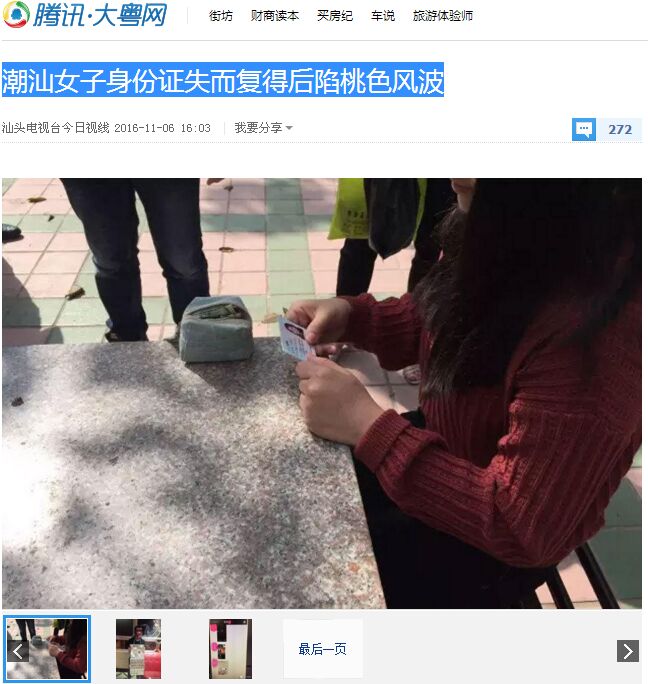 腾讯·大粤网
街坊 财商读本 买房纪 车说 旅游体验师
潮汕女子身份证失而复得后陷桃色风波
汕头电视台今日视线 2016-11-06 16:03 我要分享
272
最后一页